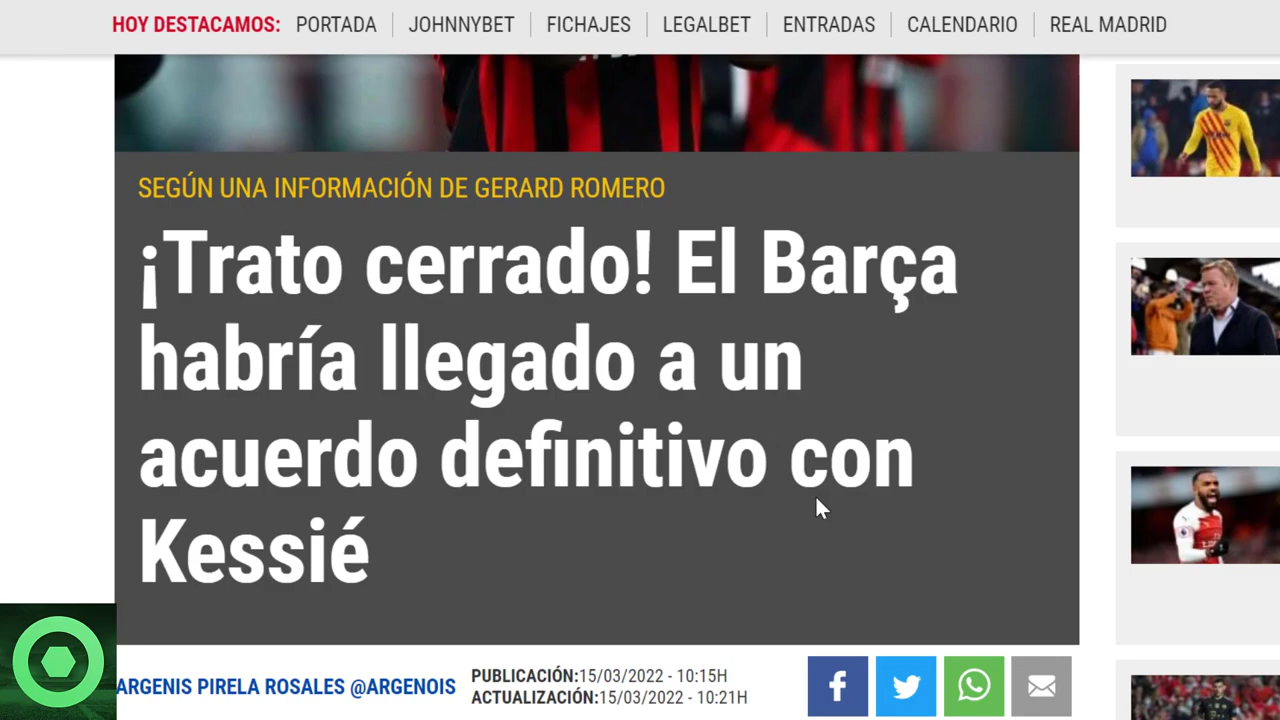 HOY DESTACAMOS: PORTADA JOHNNYBET FICHAJES LEGALBET ENTRADAS CALENDARIO REAL MADRID
SEGÚN UNA INFORMACIÓN DE GERARD ROMERO
¡Trato cerrado! El Barça
habría llegado a un
acuerdo definitivo con
Kessié
ARGENIS PIRELA ROSALES @ARGENOIS
PUBLICACIÓN:15/03/2022 - 10:15H
ACTUALIZACIÓN:15/03/2022 - 10:21H